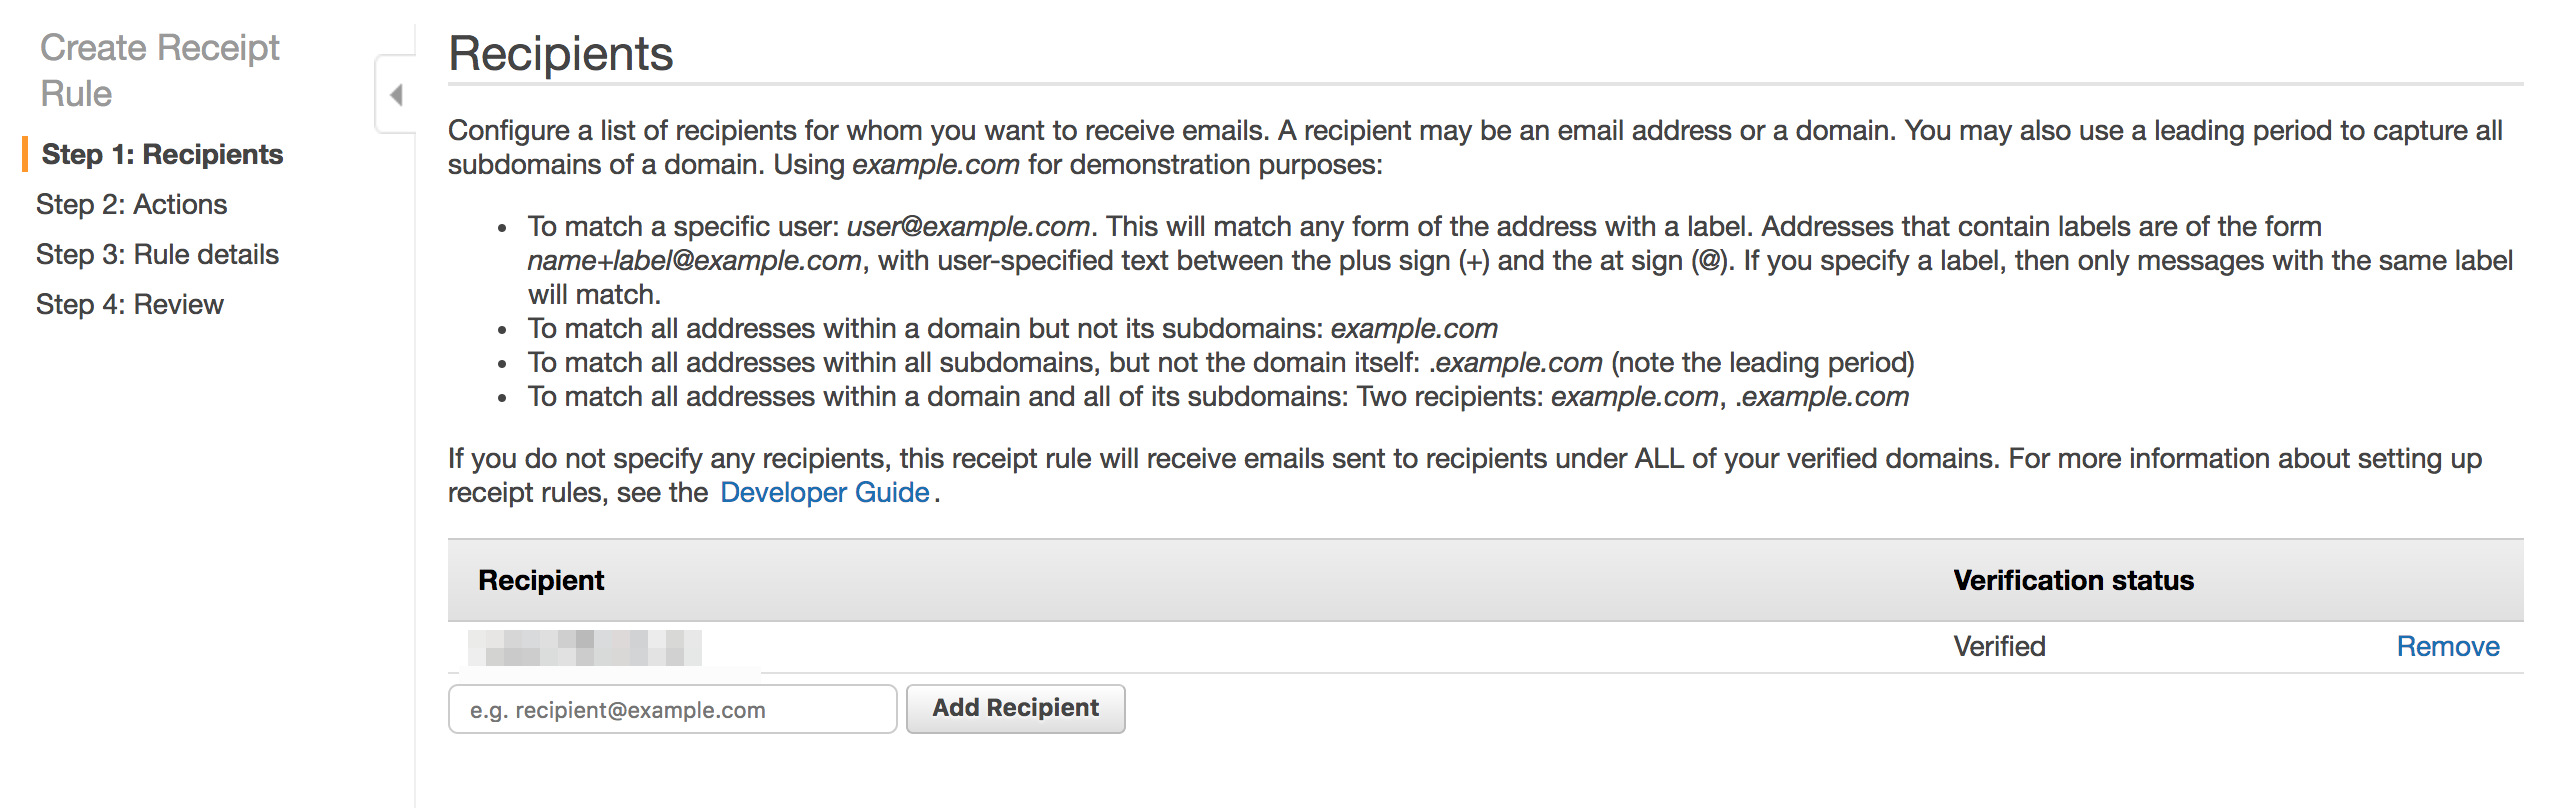 Create Receipt
Rule
Step 1: Recipients
Step 2: Actions
Step 3: Rule details
Step 4: Review
Recipients
Configure a list of recipients for whom you want to receive emails. A recipient may be an email address or a domain. You may also use a leading period to capture all
subdomains of a domain. Using example.com for demonstration purposes:
• To match a specific user: user@example.com. This will match any form of the address with a label. Addresses that contain labels are of the form
name+label@example.com, with user-specified text between the plus sign (+) and the at sign (@). If you specify a label, then only messages with the same label
will match.
• To match all addresses within a domain but not its subdomains: example.com
• To match all addresses within all subdomains, but not the domain itself: .example.com (note the leading period)
• To match all addresses within a domain and all of its subdomains: Two recipients: example.com, .example.com
If you do not specify any recipients, this receipt rule will receive emails sent to recipients under ALL of your verified domains. For more information about setting up
receipt rules, see the Developer Guide.
Recipient Verification status
Verified Remove
e.g. recipient@example.com Add Recipient